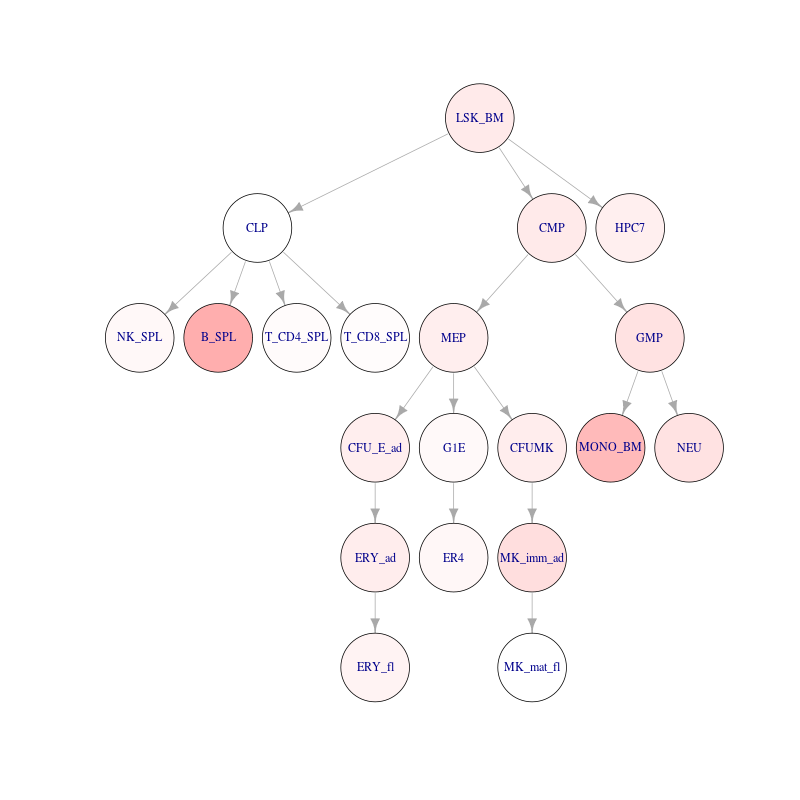 LSK_BM
CLP
CMP
HPC7
NK_SPL
B_SPL
T_CD4_SPL
T_CD8_SPL
MEP
GMP
CFU_E_ad
G1E
CFUMK
MONO_BM
NEU
ERY_ad
ER4
MK_imm_ad
ERY_fl
MK_mat_fl